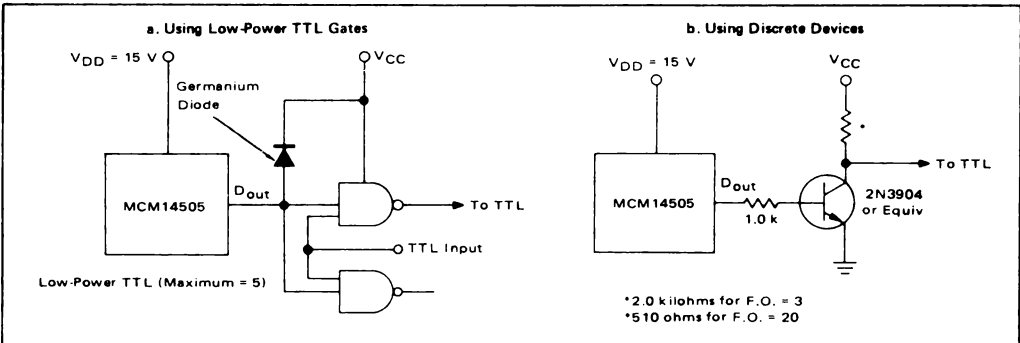 a. Using Low-Power TTL Gates
VDD = 15 V
VCC
Germanium
Diode
MCM14505
Dout
To TTL
TTL Input
Low-Power TTL (Maximum = 5)
b. Using Discrete Devices
VDD = 15 V
VCC
*
To TTL
MCM14505
Dout
1.0 k
2N3904
or Equiv
*2.0 kilohms for F.O. = 3
*510 ohms for F.O. = 20